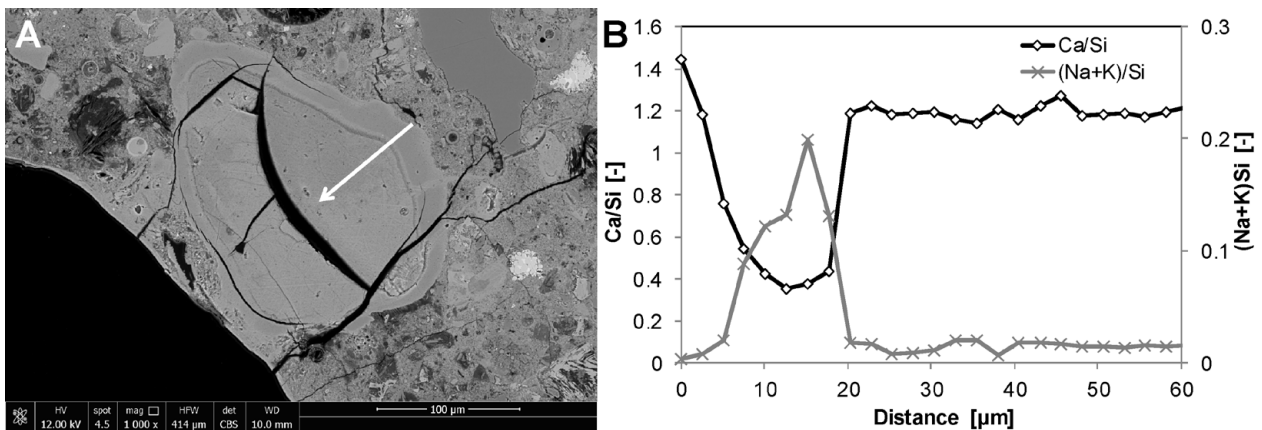 A
HV spot mag HFW det WD
12.00 kV 4.5 1 000 x 414 µm CBS 10.0 mm
100 µm
B
Ca/Si
(Na+K)/Si
Ca/Si [-]
1.6
1.4
1.2
1
0.8
0.6
0.4
0.2
0
0.3
0.2
0.1
0
(Na+K)Si [-]
0 10 20 30 40 50 60
Distance [µm]